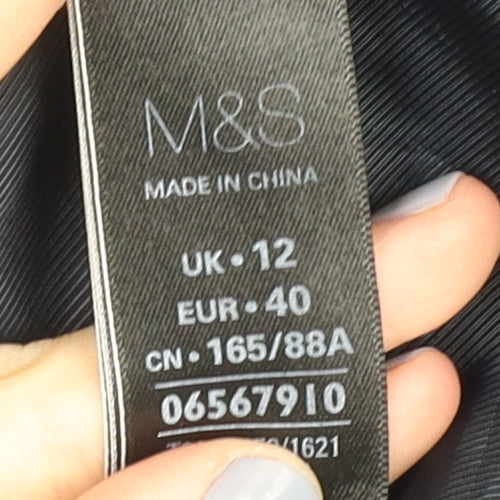 M&S
MADE IN CHINA
UK • 12
EUR • 40
CN • 165/88A
06567910